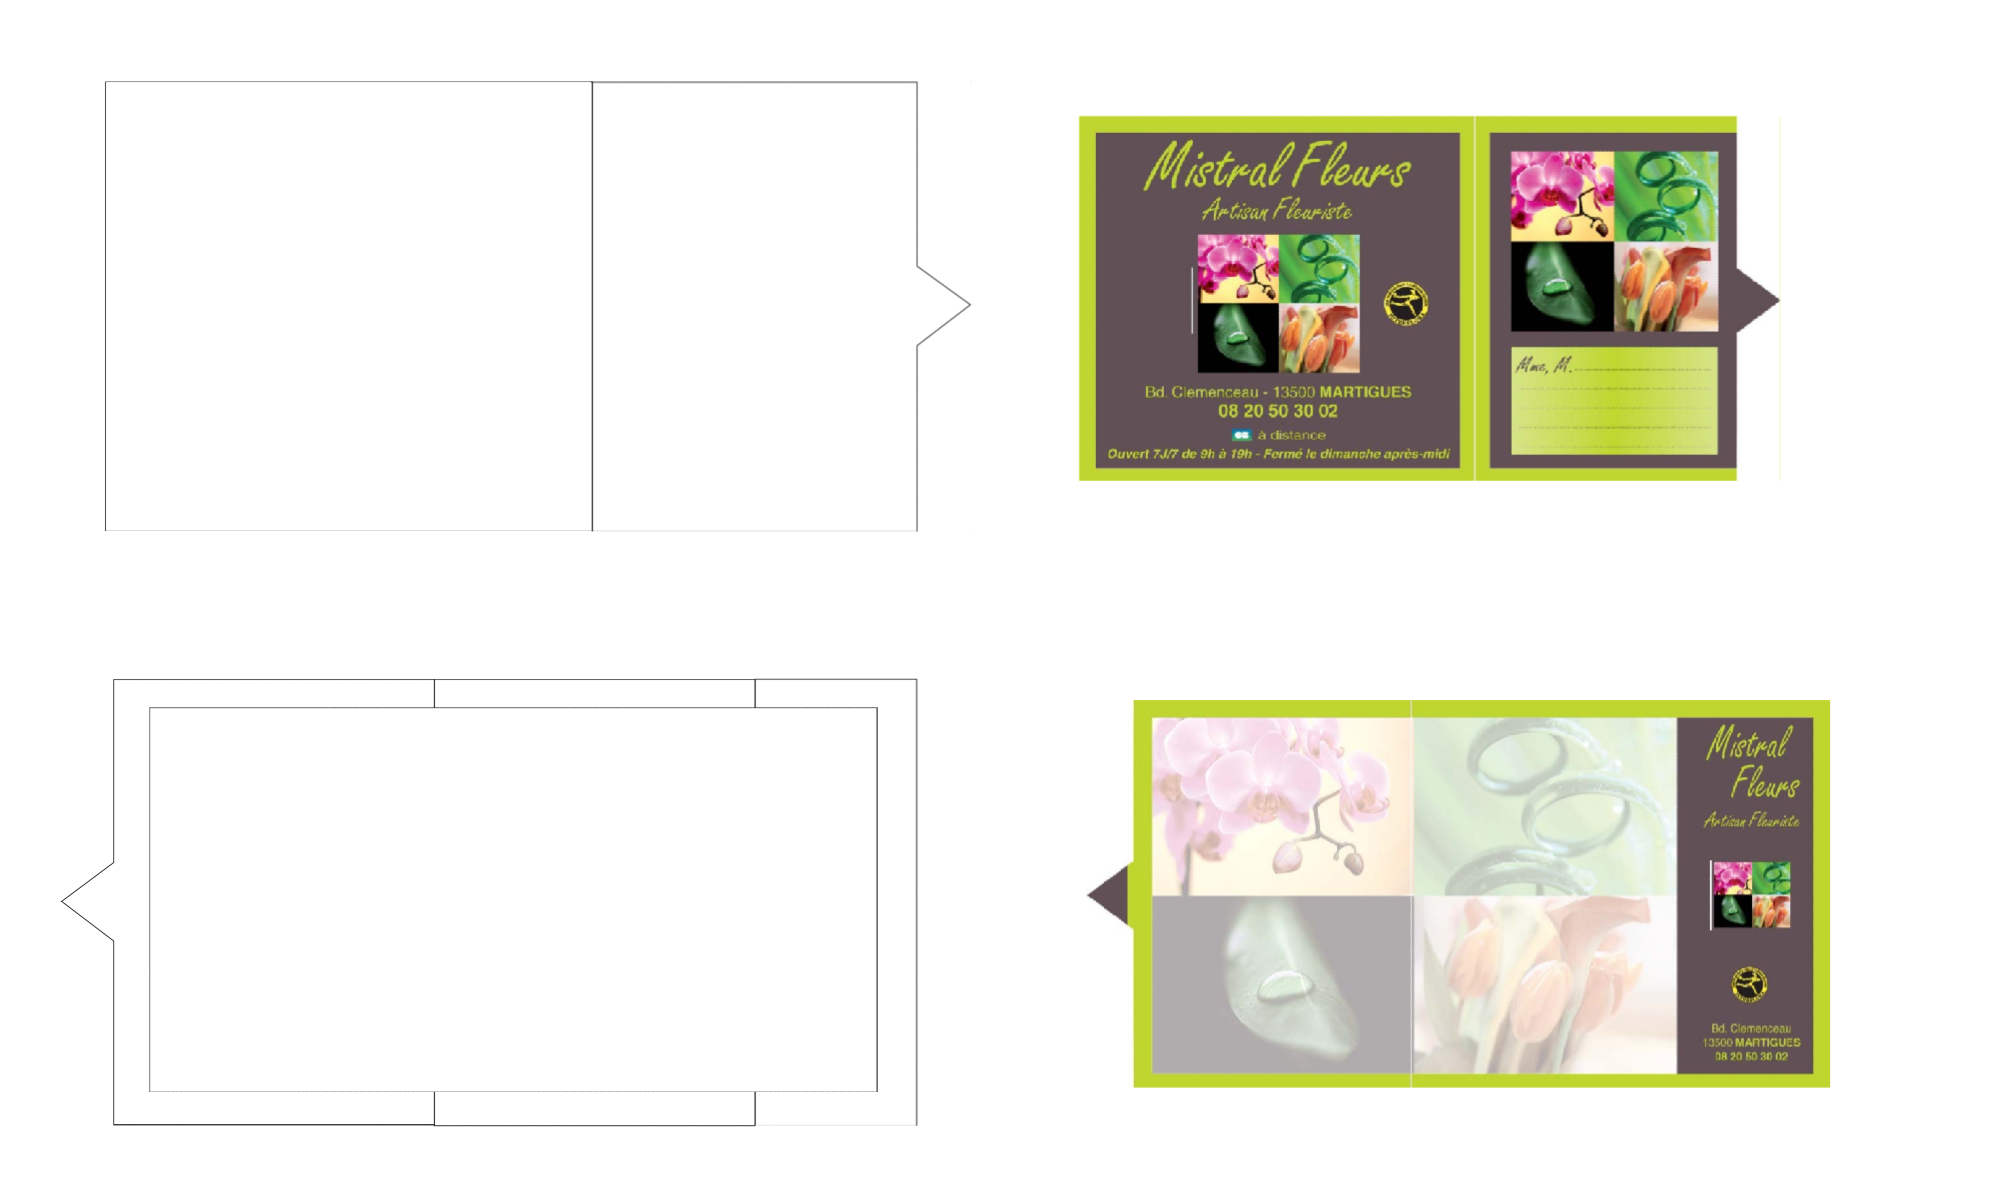 Mistral Fleurs
Artisan Fleuriste
Bd. Clemenceau - 13500 MARTIGUES
08 20 50 30 02
à distance
Ouvert 7J/7 de 9h à 19h - Fermé le dimanche après-midi
Mme, M.
Mistral
Fleurs
Artisan Fleuriste
Bd. Clemenceau
13500 MARTIGUES
08 20 50 30 02